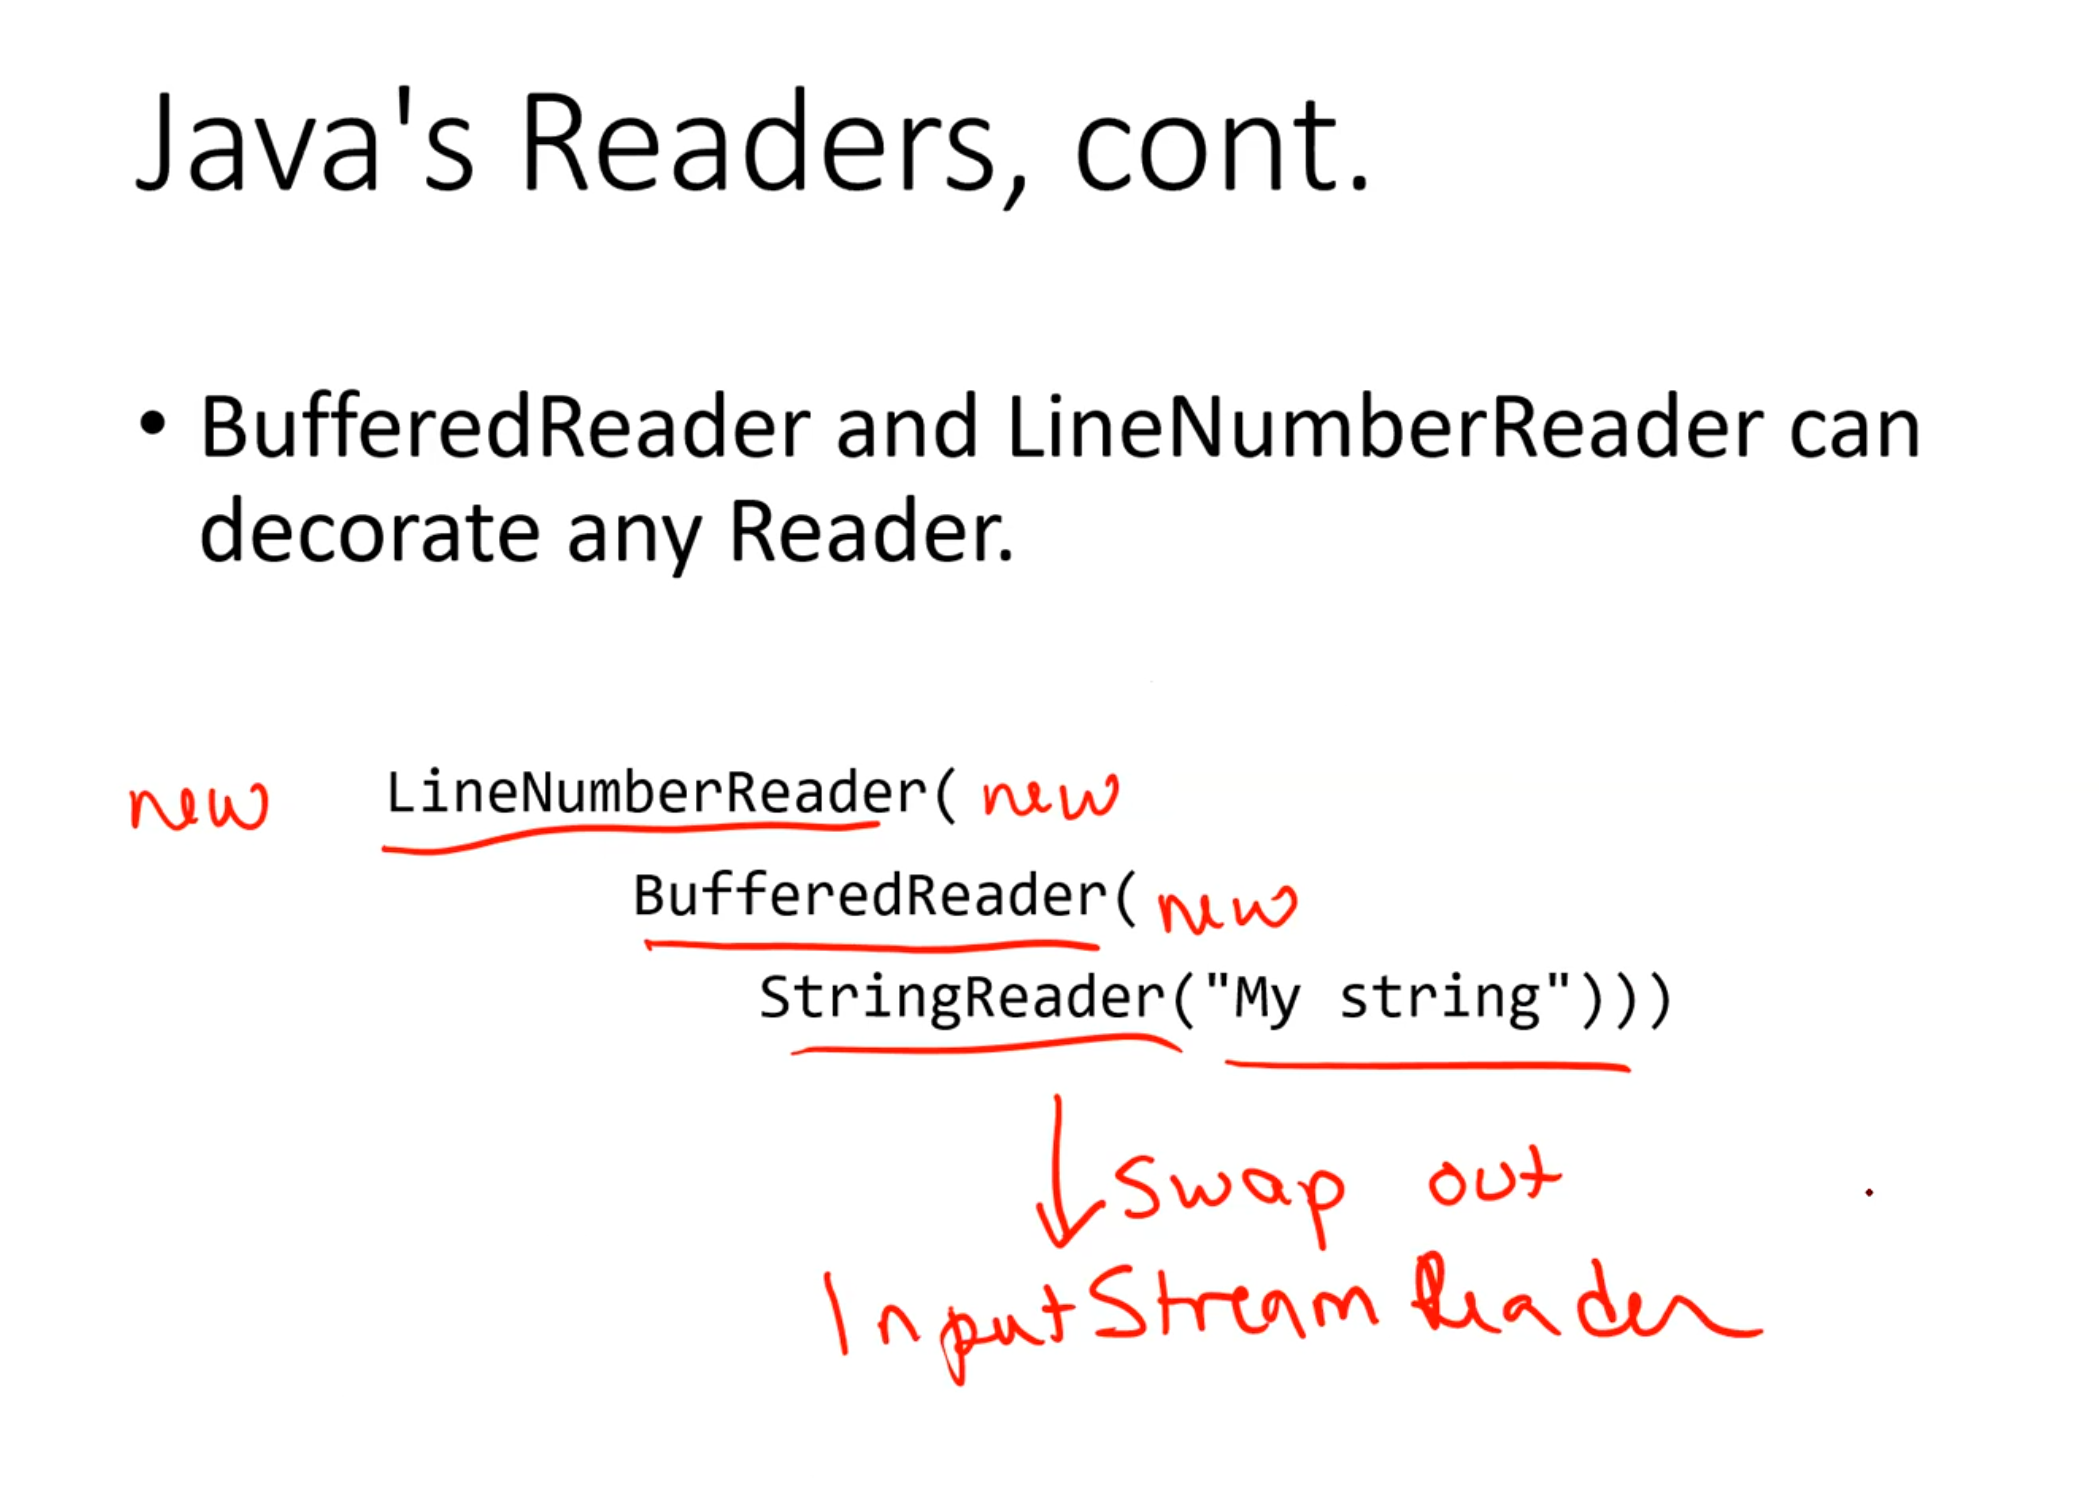 Java's Readers, cont.
• BufferedReader and LineNumberReader can
decorate any Reader.
new LineNumberReader( new
BufferedReader( new
StringReader("My string")))
Swap out
InputStreamReader